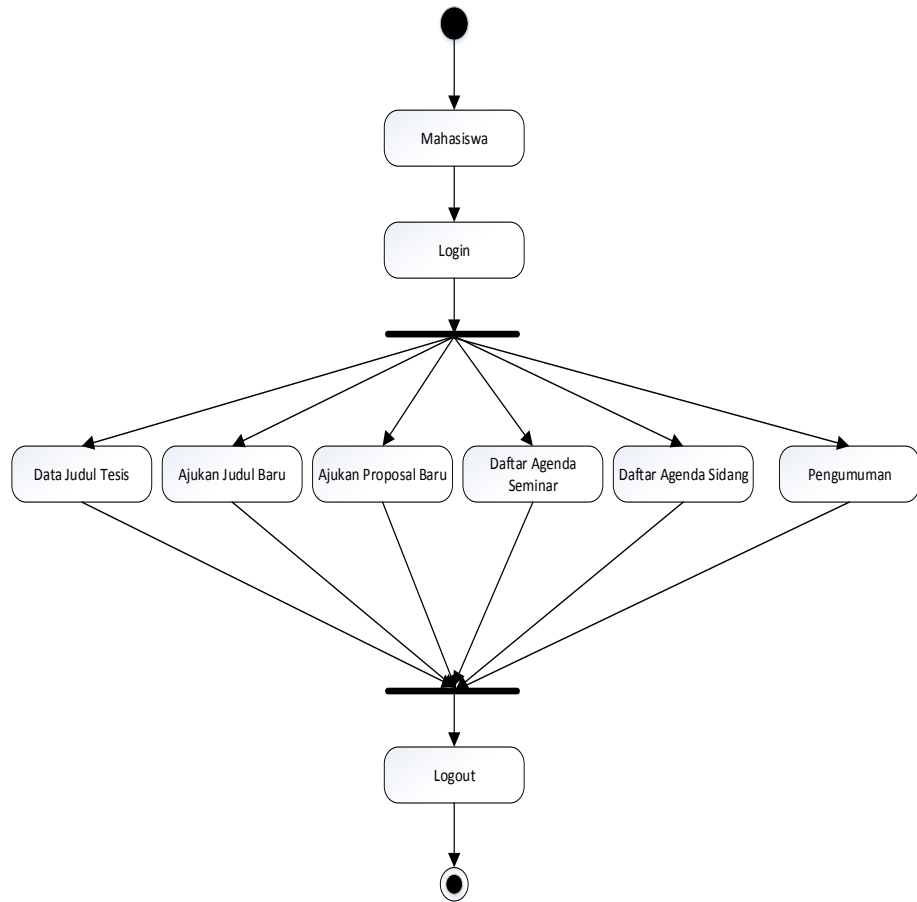 Mahasiswa
Login
Data Judul Tesis
Ajukan Judul Baru
Ajukan Proposal Baru
Daftar Agenda
Seminar
Daftar Agenda Sidang
Pengumuman
Logout